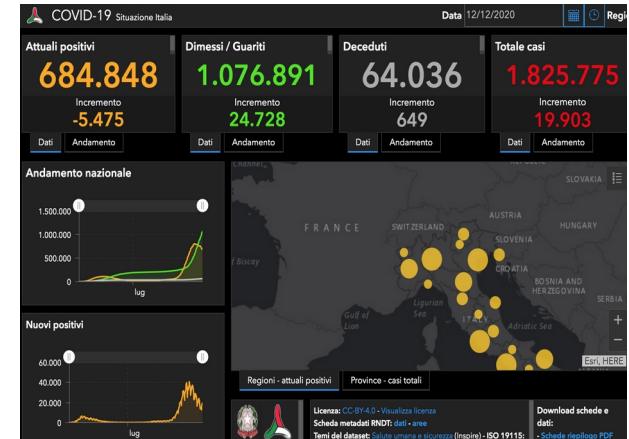 COVID-19 Situazione Italia
Data 12/12/2020
Attuali positivi
684.848
Incremento
-5.475
Dati Andamento
Dimessi / Guariti
1.076.891
Incremento
24.728
Dati Andamento
Deceduti
64.036
Incremento
649
Dati Andamento
Totale casi
1.825.775
Incremento
19.903
Dati Andamento
Andamento nazionale
1.500.000
1.000.000
500.000
0
lug
Nuovi positivi
60.000
40.000
20.000
0
lug
Channel
SLOVAKIA
FRANCE
SWITZERLAND
AUSTRIA
HUNGARY
SLOVENIA
CROATIA
BOSNIA AND
HERZEGOVINA
SERBIA
f Biscay
Ligurian
Sea
Gulf of
Lion
Adriatic Sea
+
−
Esri, HERE
Regioni - attuali positivi
Province - casi totali
Licenza: CC-BY-4.0 - Visualizza licenza
Scheda metadati RNDT: dati - aree
Temi del dataset: Salute umana e sicurezza (Inspire) - ISO 19115:
Download schede e
dati:
- Schede riepilogo PDF